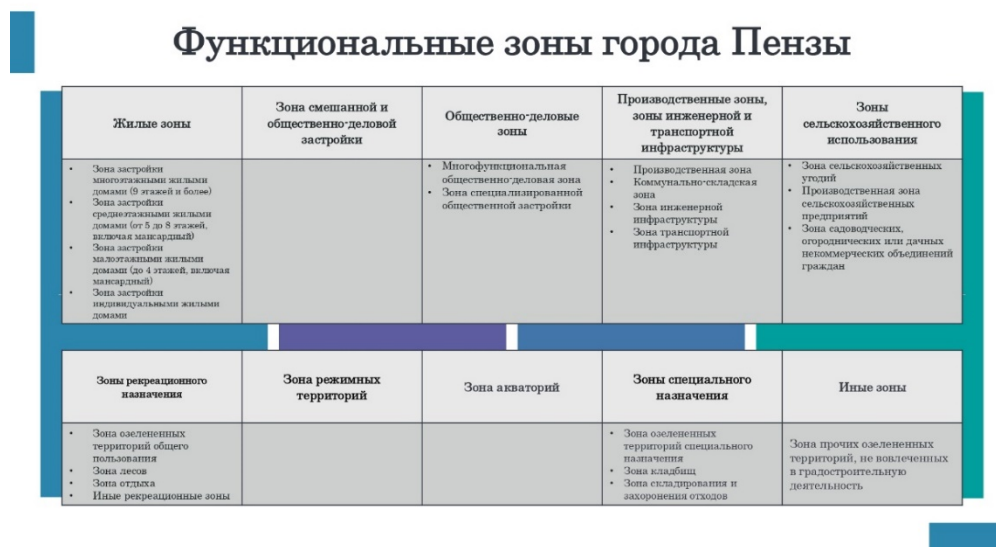 Функциональные зоны города Пензы
Жилые зоны
Зона смешанной и
общественно-деловой
застройки
Общественно-деловые
зоны
Производственные зоны,
зоны инженерной и
транспортной
инфраструктуры
Зоны
сельскохозяйственного
использования
• Зона застройки
многоэтажными жилыми
домами (9 этажей и более)
• Зона застройки
среднеэтажными жилыми
домами (от 5 до 8 этажей,
включая мансардный)
• Зона застройки
малоэтажными жилыми
домами (до 4 этажей, включая
мансардный)
• Зона застройки
индивидуальными жилыми
домами
• Многофункциональная
общественно-деловая зона
• Зона специализированной
общественной застройки
• Производственная зона
• Коммунально-складская
зона
• Зона инженерной
инфраструктуры
• Зона транспортной
инфраструктуры
• Зона сельскохозяйственных
угодий
• Производственная зона
сельскохозяйственных
предприятий
• Зона садоводческих,
огороднических или дачных
некоммерческих объединений
граждан
Зоны рекреационного
назначения
Зона режимных
территорий
Зона акваторий
Зоны специального
назначения
Иные зоны
• Зона озелененных
территорий общего
пользования
• Зона лесов
• Зона отдыха
• Иные рекреационные зоны
• Зона озелененных
территорий специального
назначения
• Зона кладбищ
• Зона складирования и
захоронения отходов
Зона прочих озелененных
территорий, не вовлеченных
в градостроительную
деятельность